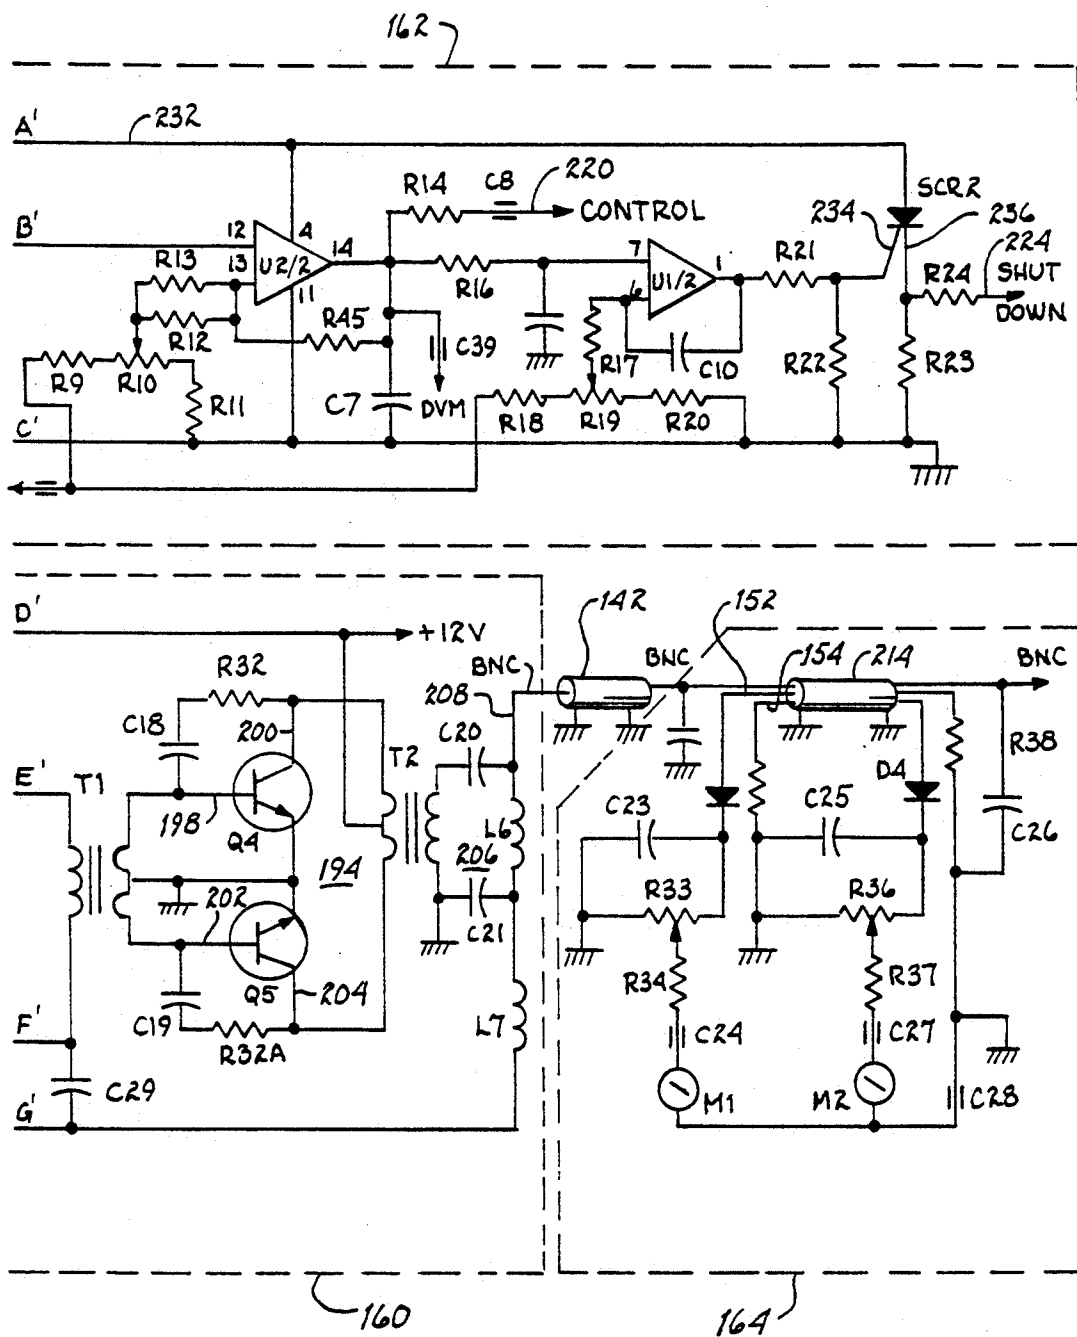 162
A'
232
R14
C8
220
CONTROL
SCR2
B'
12
4
14
234
236
R13
13
U2/2
7
1
R21
224
R16
U1/2
R24
SHUT
DOWN
11
6
R12
R45
C39
R17
C10
R22
R23
R9
R10
R11
C7
DVM
R18
R19
R20
C'
D'
+12V
142
152
BNC
BNC
154
214
BNC
R32
208
C18
200
C20
T2
R38
E'
T1
D4
C23
C25
L6
C26
198
Q4
194
206
R33
R36
202
C21
R34
R37
Q5
204
C19
L7
F'
R32A
C24
C27
C29
M1
M2
C28
G'
160
164